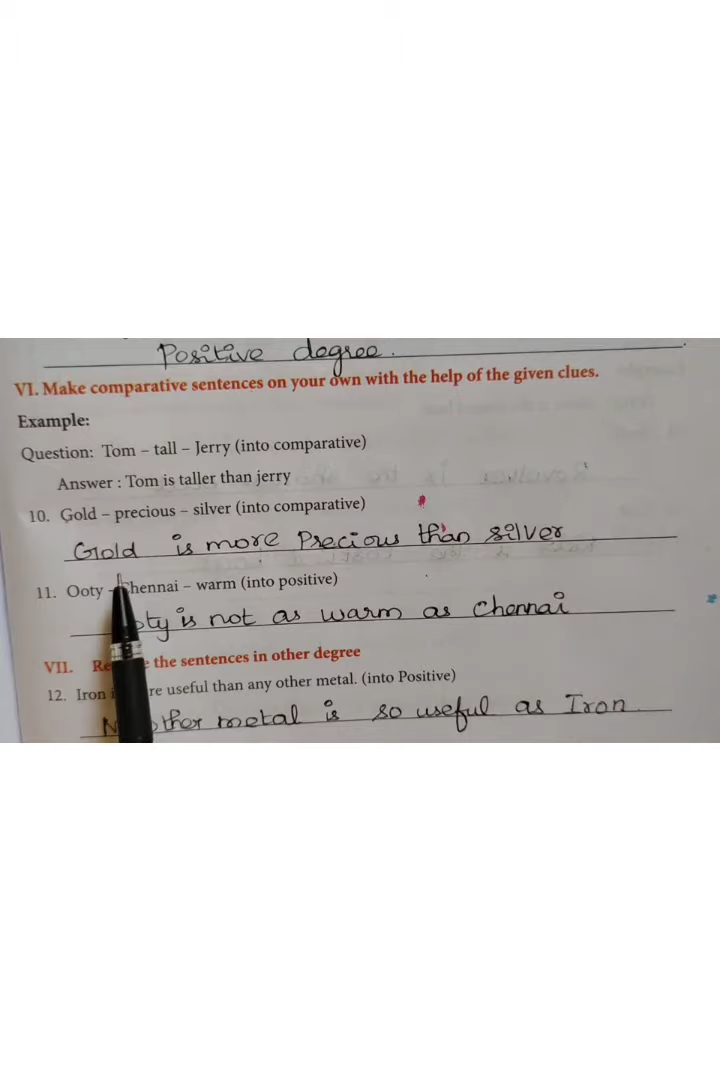 Positive degree.
VI. Make comparative sentences on your own with the help of the given clues.
Example:
Question: Tom – tall – Jerry (into comparative)
Answer : Tom is taller than jerry
10. Gold – precious – silver (into comparative)
Gold is more Precious than silver
11. Ooty – Chennai – warm (into positive)
is not as warm as chennai
VII. the sentences in other degree
12. Iron useful than any other metal. (into Positive)
metal is so useful as Iron